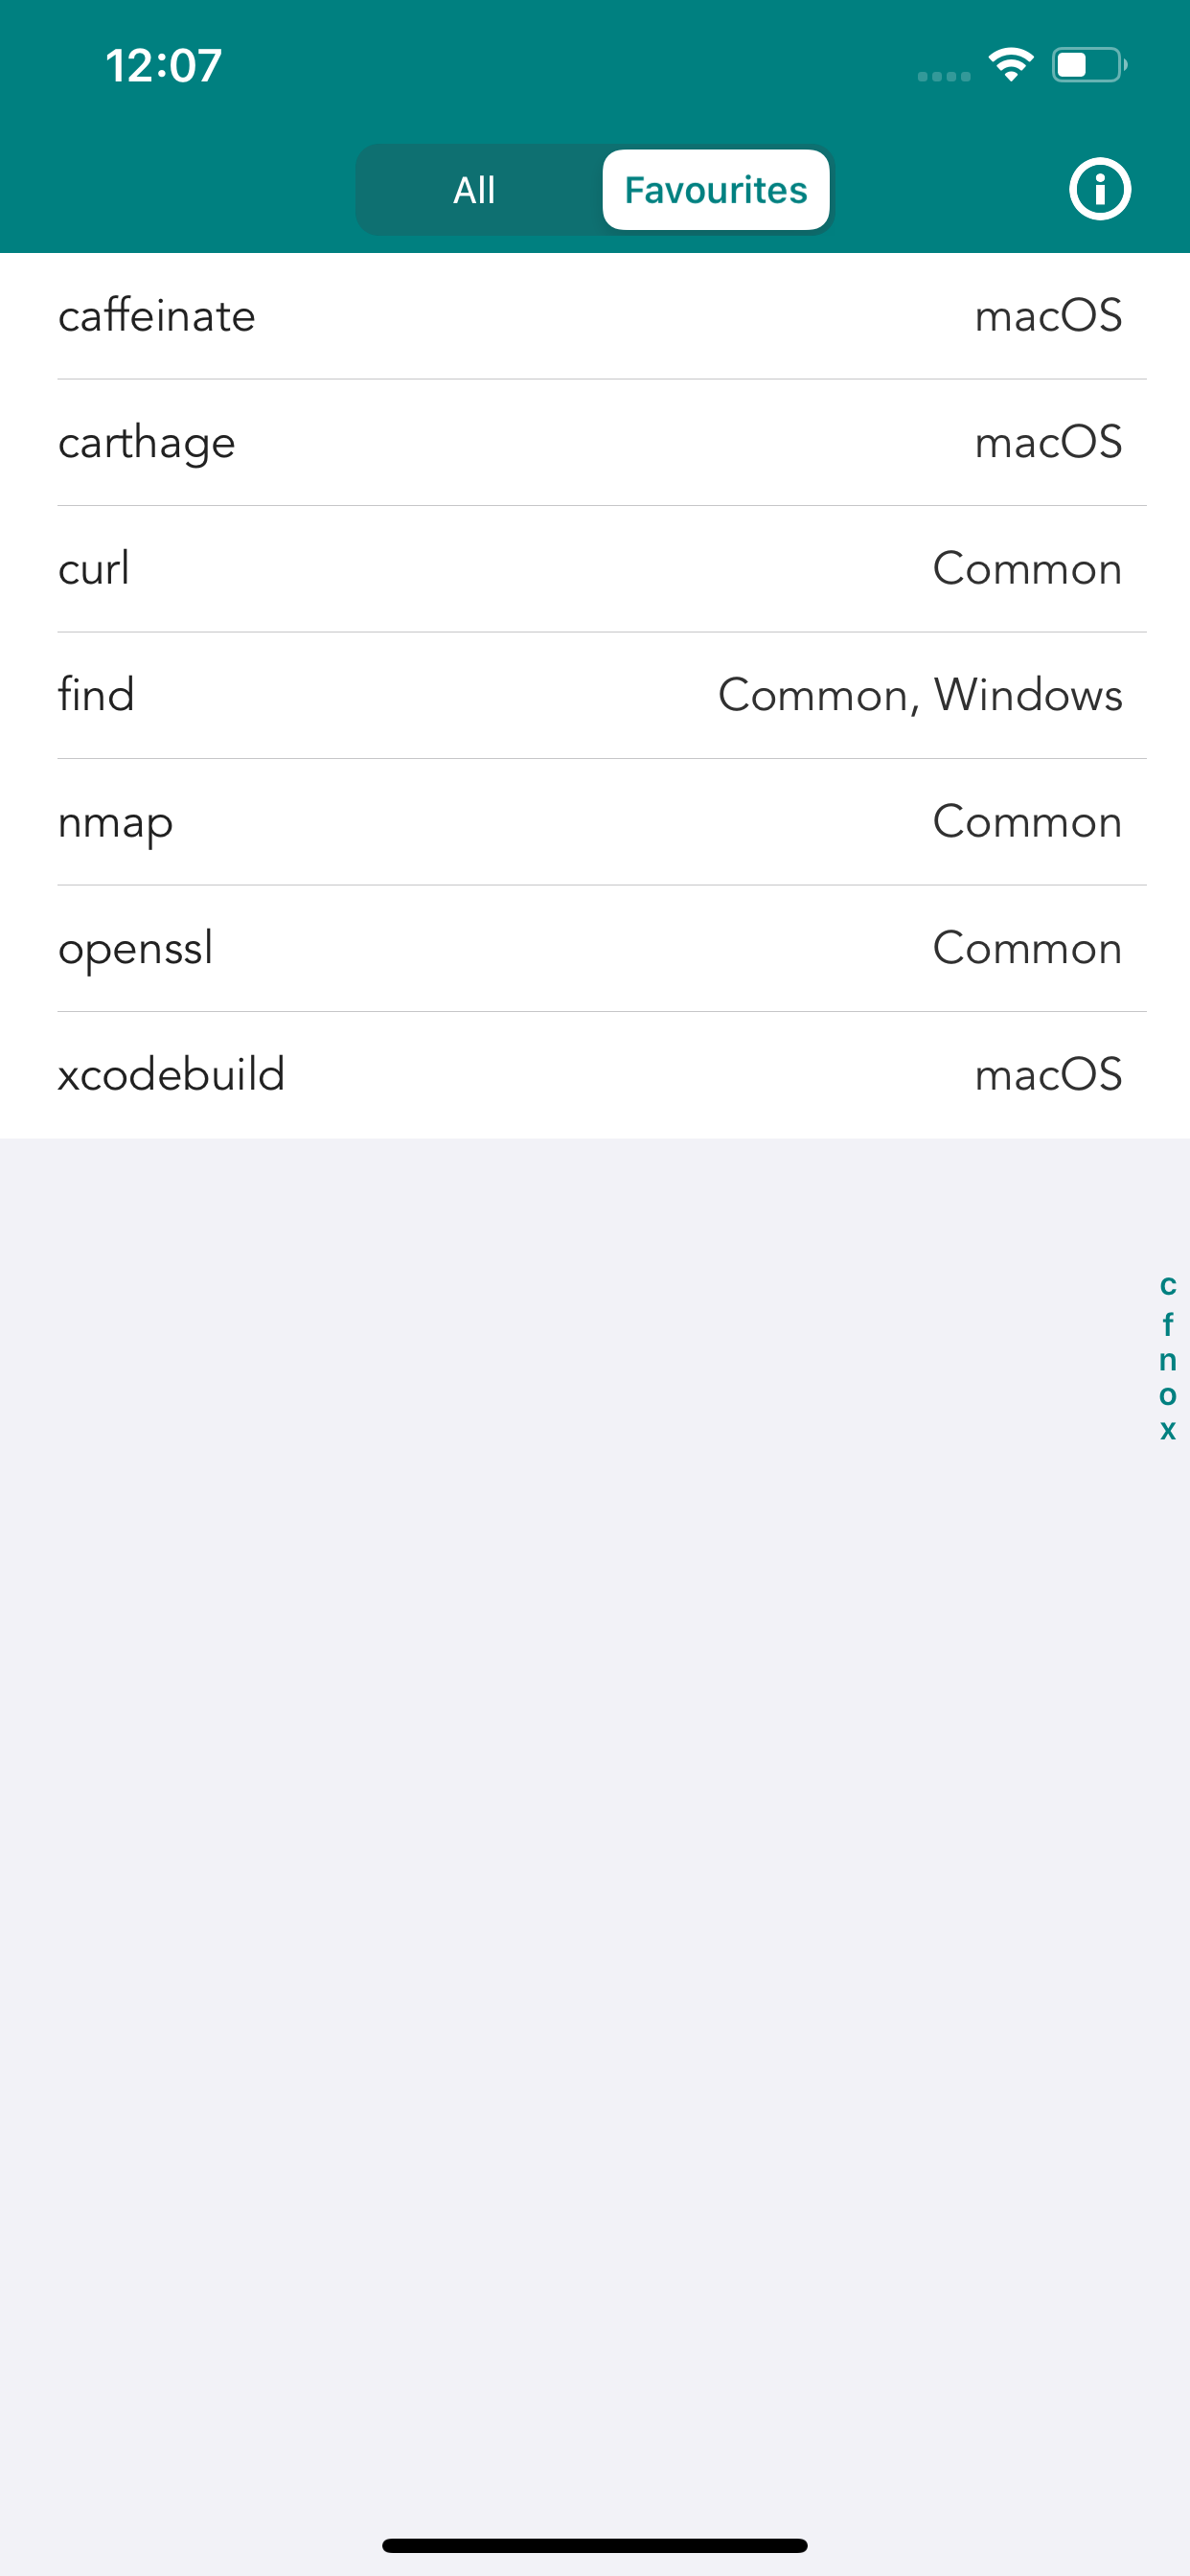 12:07
All Favourites
caffeinate macOS
carthage macOS
curl Common
find Common, Windows
nmap Common
openssl Common
xcodebuild macOS
c
f
n
o
x